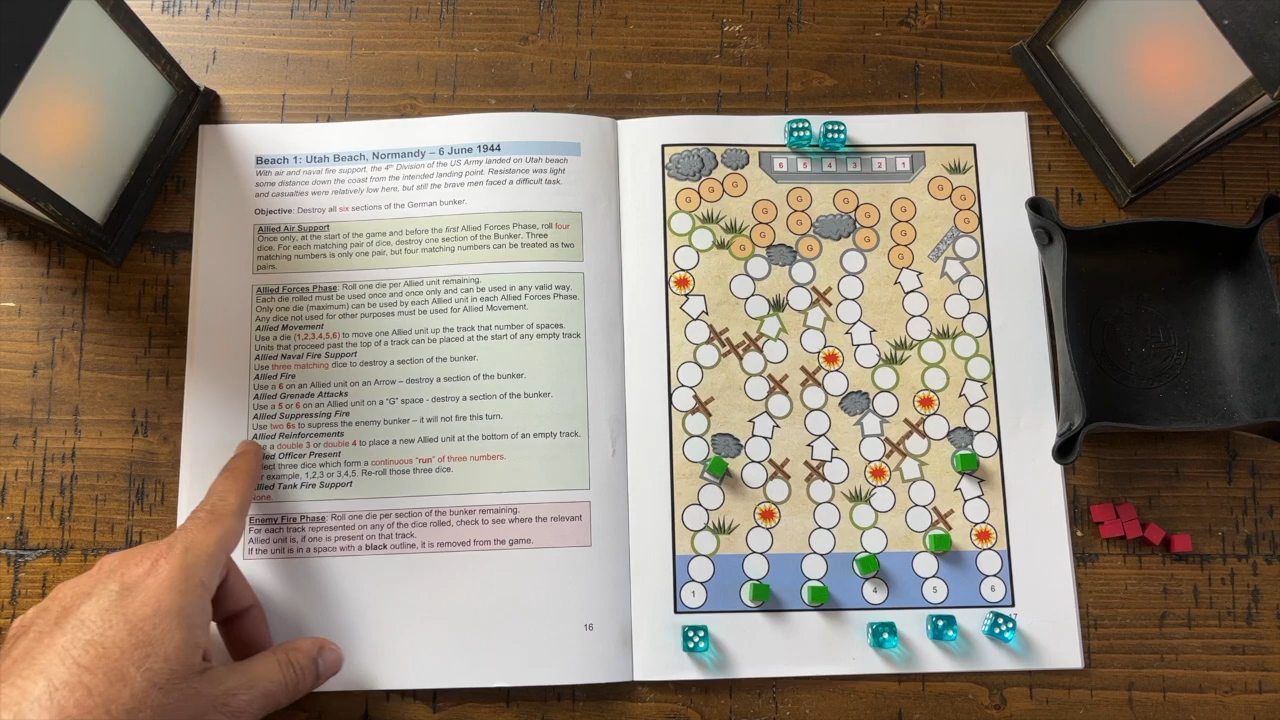 Beach 1: Utah Beach, Normandy – 6 June 1944
With air and naval fire support, the 4th Division of the US Army landed on Utah beach
some distance down the coast from the intended landing point. Resistance was light
and casualties were relatively low here, but still the brave men faced a difficult task.
Objective: Destroy all six sections of the German bunker.
Allied Air Support
Once only, at the start of the game and before the first Allied Forces Phase, roll four
dice. For each matching pair of dice, destroy one section of the Bunker. Three
matching numbers is only one pair, but four matching numbers can be treated as two
pairs.
Allied Forces Phase: Roll one die per Allied unit remaining.
Each die rolled must be used once and once only and can be used in any valid way.
Only one die (maximum) can be used by each Allied unit in each Allied Forces Phase.
Any dice not used for other purposes must be used for Allied Movement.
Allied Movement
Use a die (1,2,3,4,5,6) to move one Allied unit up the track that number of spaces.
Units that proceed past the top of a track can be placed at the start of any empty track
Allied Naval Fire Support
Use three matching dice to destroy a section of the bunker.
Allied Fire
Use a 6 on an Allied unit on an Arrow – destroy a section of the bunker.
Allied Grenade Attacks
Use a 5 or 6 on an Allied unit on a "G" space - destroy a section of the bunker.
Allied Suppressing Fire
Use two 6s to supress the enemy bunker – it will not fire this turn.
Allied Reinforcements
a double 3 or double 4 to place a new Allied unit at the bottom of an empty track.
Officer Present
three dice which form a continuous "run" of three numbers.
example, 1,2,3 or 3,4,5. Re-roll those three dice.
Allied Tank Fire Support
None.
Enemy Fire Phase: Roll one die per section of the bunker remaining.
For each track represented on any of the dice rolled, check to see where the relevant
Allied unit is, if one is present on that track.
If the unit is in a space with a black outline, it is removed from the game.
16
6 5 4 3 2 1
G G G G
G G G G
G G G G
G G G G
G G
1 4 5 6